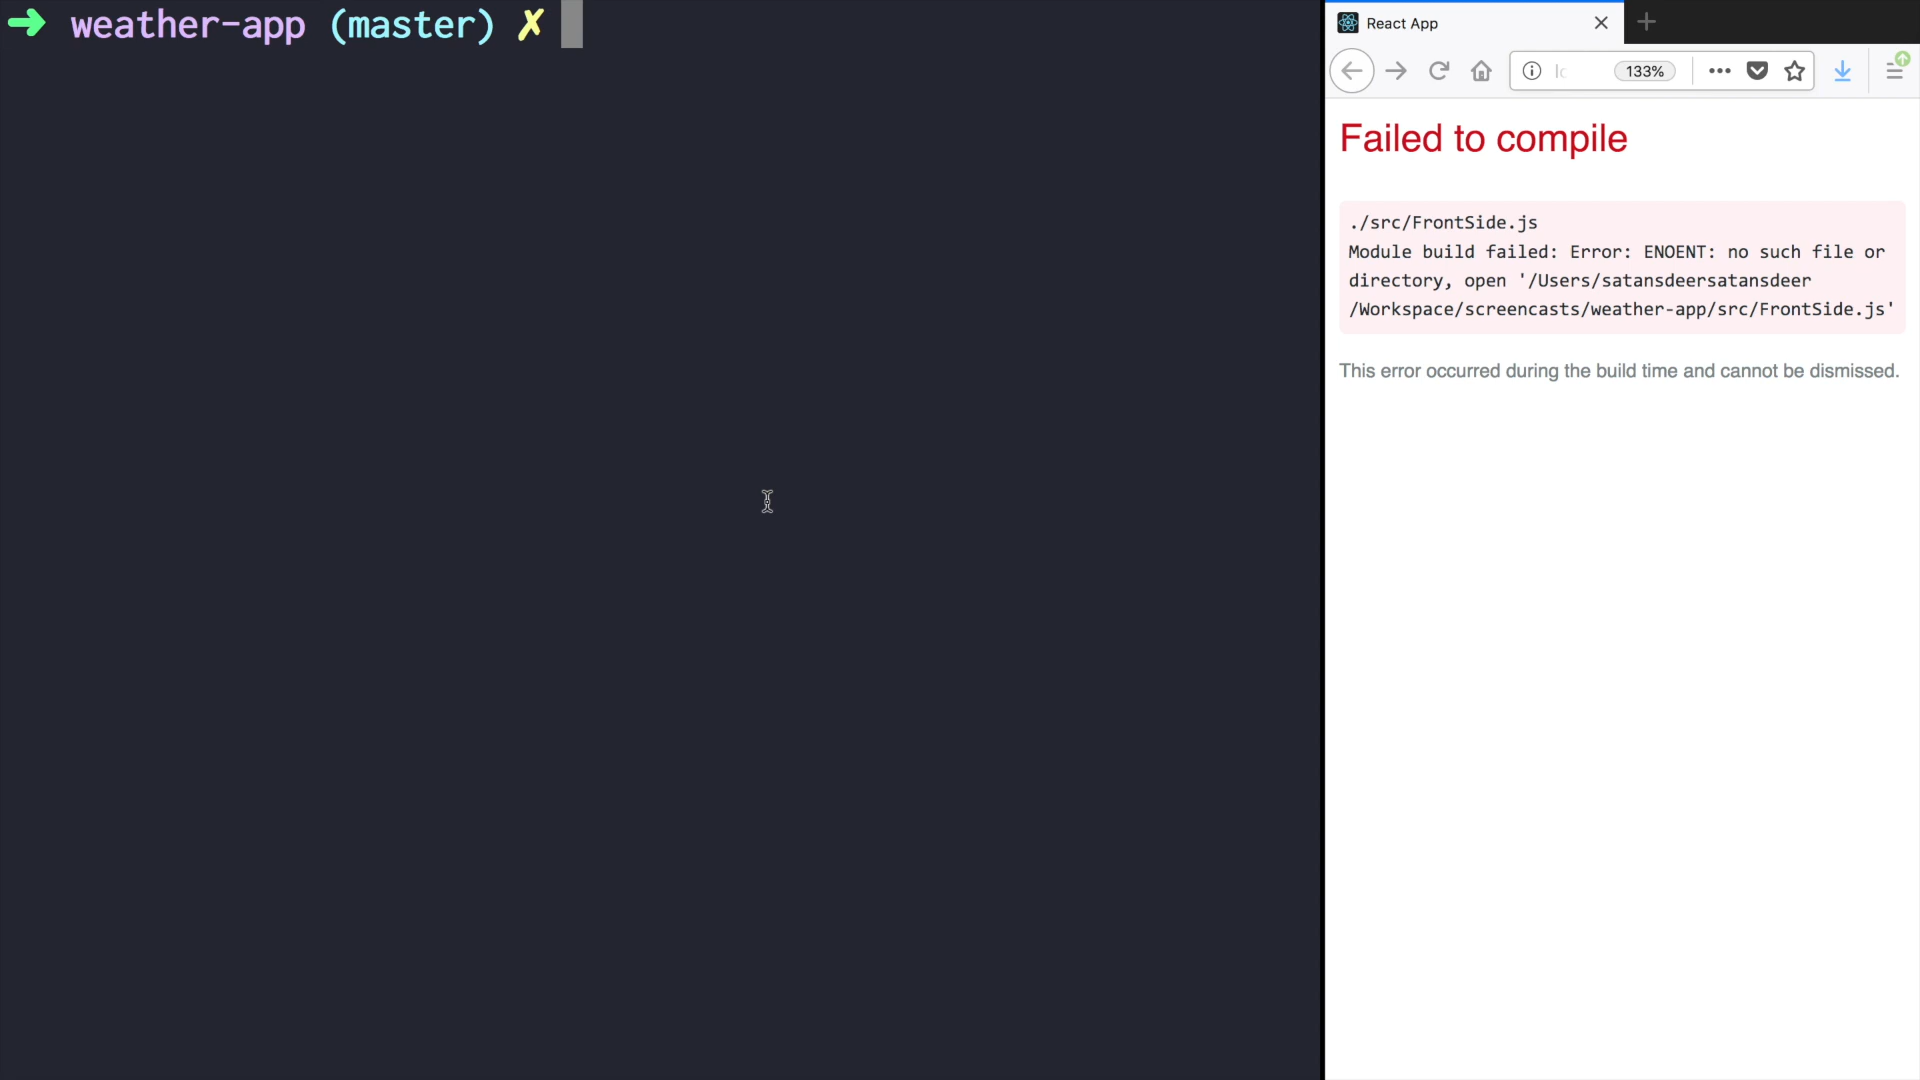 ➜ weather-app (master) ✗
React App
133%
Failed to compile
./src/FrontSide.js
Module build failed: Error: ENOENT: no such file or
directory, open '/Users/satansdeersatansdeer
/Workspace/screencasts/weather-app/src/FrontSide.js'
This error occurred during the build time and cannot be dismissed.